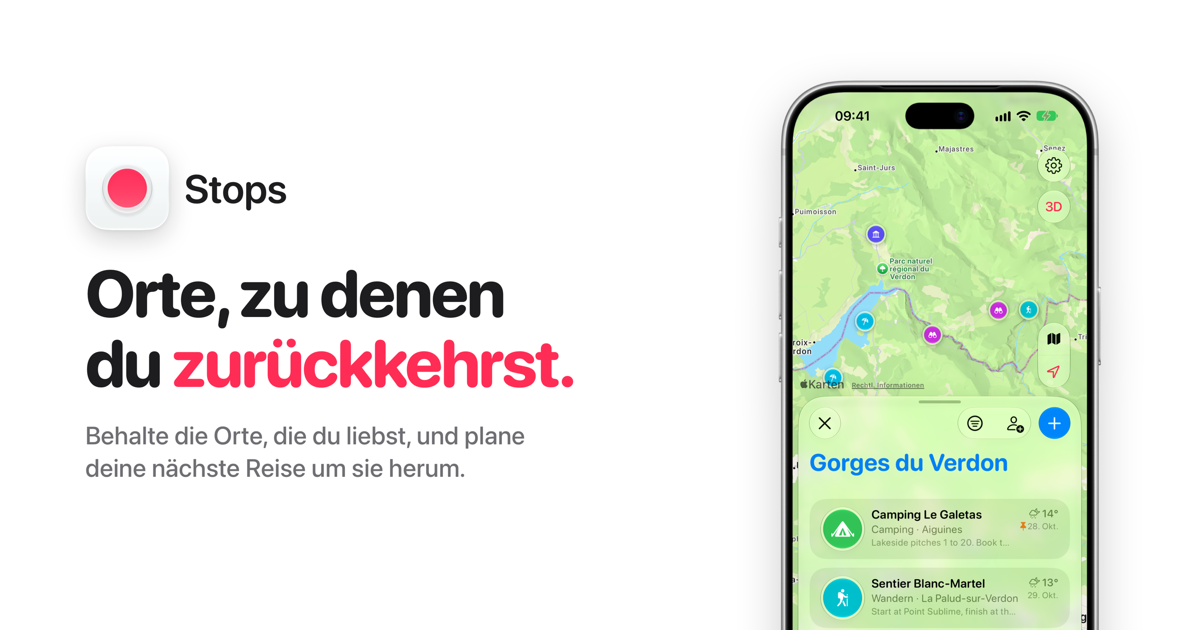 Stops
Orte, zu denen
du zurückkehrst.
Behalte die Orte, die du liebst, und plane
deine nächste Reise um sie herum.
09:41
Majastres
Senez
Saint-Jurs
3D
Puimoisson
Parc naturel
régional du
Verdon
Karten
Rechtl. Informationen
Gorges du Verdon
Camping Le Galetas
14°
Camping · Aiguines
28. Okt.
Lakeside pitches 1 to 20. Book t...
Sentier Blanc-Martel
13°
Wandern · La Palud-sur-Verdon
29. Okt.
Start at Point Sublime, finish at th...